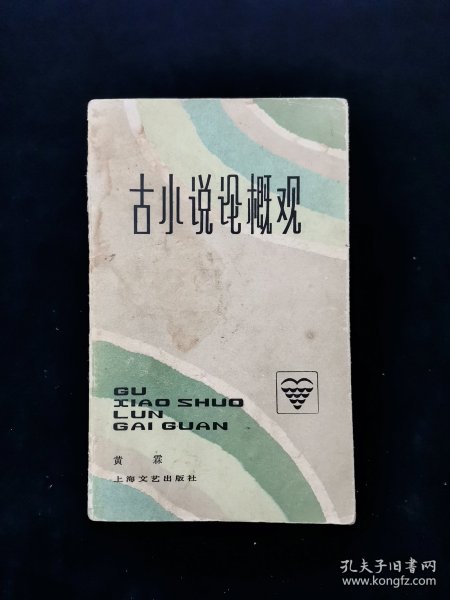 古小说论概观
GU
XIAO SHUO
LUN
GAI GUAN
黄霖
上海文艺出版社
孔夫子旧书网
www.kongfz.com